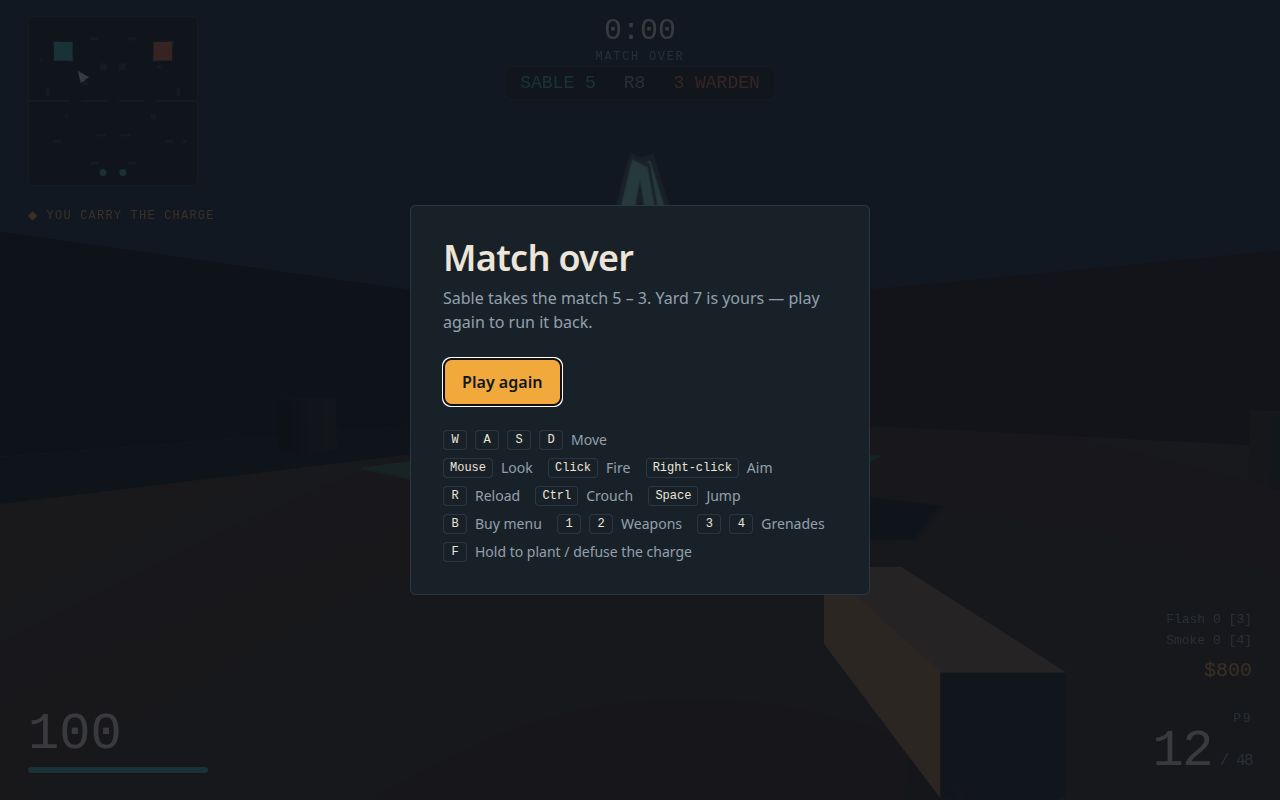 0:00
MATCH OVER
SABLE 5 R8 3 WARDEN
◆ YOU CARRY THE CHARGE
A
Match over
Sable takes the match 5 – 3. Yard 7 is yours — play
again to run it back.
Play again
W A S D Move
Mouse Look Click Fire Right-click Aim
R Reload Ctrl Crouch Space Jump
B Buy menu 1 2 Weapons 3 4 Grenades
F Hold to plant / defuse the charge
Flash 0 [3]
Smoke 0 [4]
$800
P9
100
12 / 48